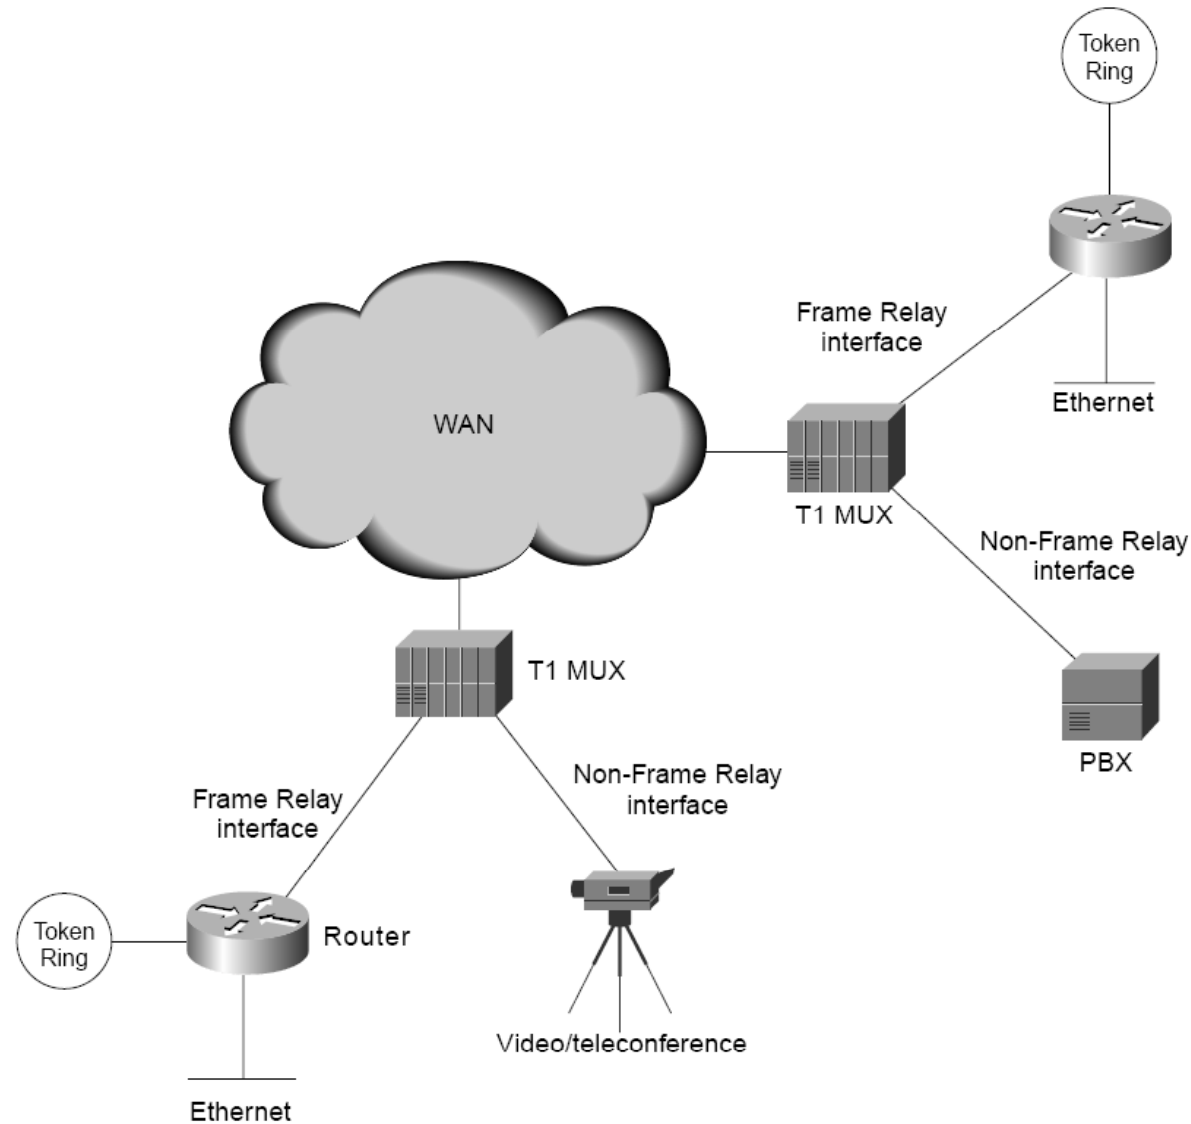 Token
Ring
Frame Relay
interface
Ethernet
WAN
T1 MUX
Non-Frame Relay
interface
T1 MUX
PBX
Non-Frame Relay
interface
Frame Relay
interface
Token
Ring
Router
Video/teleconference
Ethernet